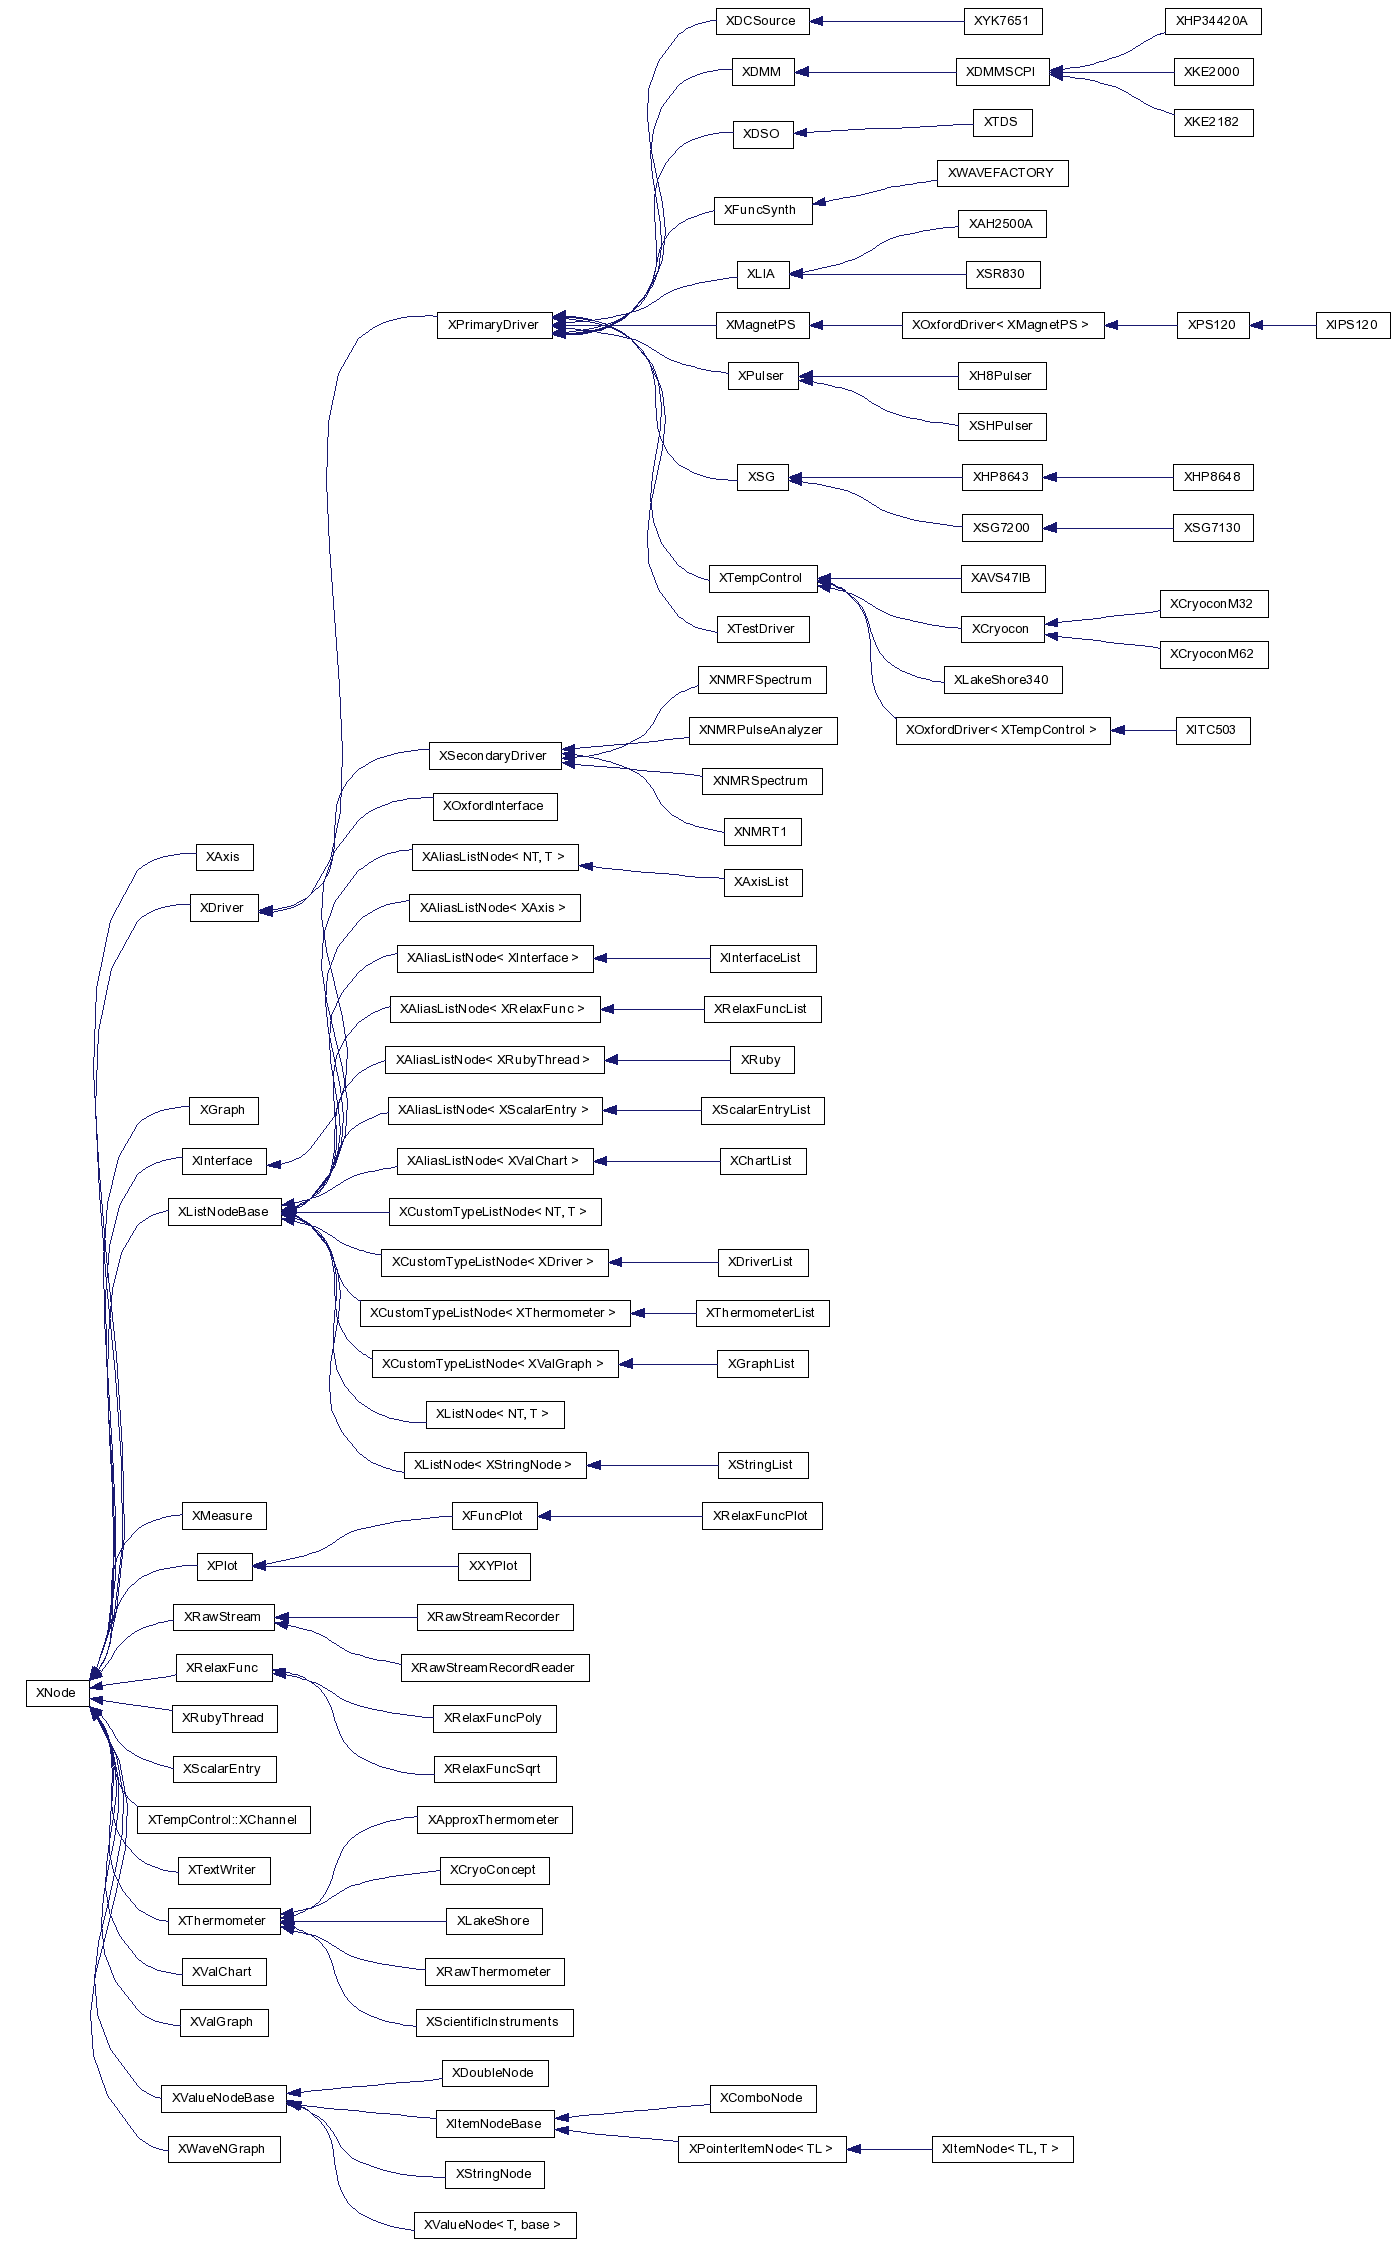 XDCSource
XYK7651
XHP34420A
XDMM
XDMMSCPI
XKE2000
XKE2182
XDSO
XTDS
XWAVEFACTORY
XFuncSynth
XAH2500A
XLIA
XSR830
XPrimaryDriver
XMagnetPS
XOxfordDriver< XMagnetPS >
XPS120
XIPS120
XPulser
XH8Pulser
XSHPulser
XSG
XHP8643
XHP8648
XSG7200
XSG7130
XTempControl
XAVS47IB
XCryoconM32
XTestDriver
XCryocon
XCryoconM62
XNMRFSpectrum
XLakeShore340
XNMRPulseAnalyzer
XOxfordDriver< XTempControl >
XITC503
XSecondaryDriver
XNMRSpectrum
XOxfordInterface
XNMRT1
XAxis
XAliasListNode< NT, T >
XAxisList
XDriver
XAliasListNode< XAxis >
XAliasListNode< XInterface >
XInterfaceList
XAliasListNode< XRelaxFunc >
XRelaxFuncList
XAliasListNode< XRubyThread >
XRuby
XGraph
XAliasListNode< XScalarEntry >
XScalarEntryList
XInterface
XAliasListNode< XValChart >
XChartList
XListNodeBase
XCustomTypeListNode< NT, T >
XCustomTypeListNode< XDriver >
XDriverList
XCustomTypeListNode< XThermometer >
XThermometerList
XCustomTypeListNode< XValGraph >
XGraphList
XListNode< NT, T >
XListNode< XStringNode >
XStringList
XMeasure
XFuncPlot
XRelaxFuncPlot
XPlot
XXYPlot
XRawStream
XRawStreamRecorder
XRelaxFunc
XRawStreamRecordReader
XNode
XRubyThread
XRelaxFuncPoly
XScalarEntry
XRelaxFuncSqrt
XTempControl::XChannel
XApproxThermometer
XTextWriter
XCryoConcept
XThermometer
XLakeShore
XValChart
XRawThermometer
XValGraph
XScientificInstruments
XDoubleNode
XValueNodeBase
XComboNode
XItemNodeBase
XWaveNGraph
XPointerItemNode< TL >
XItemNode< TL, T >
XStringNode
XValueNode< T, base >